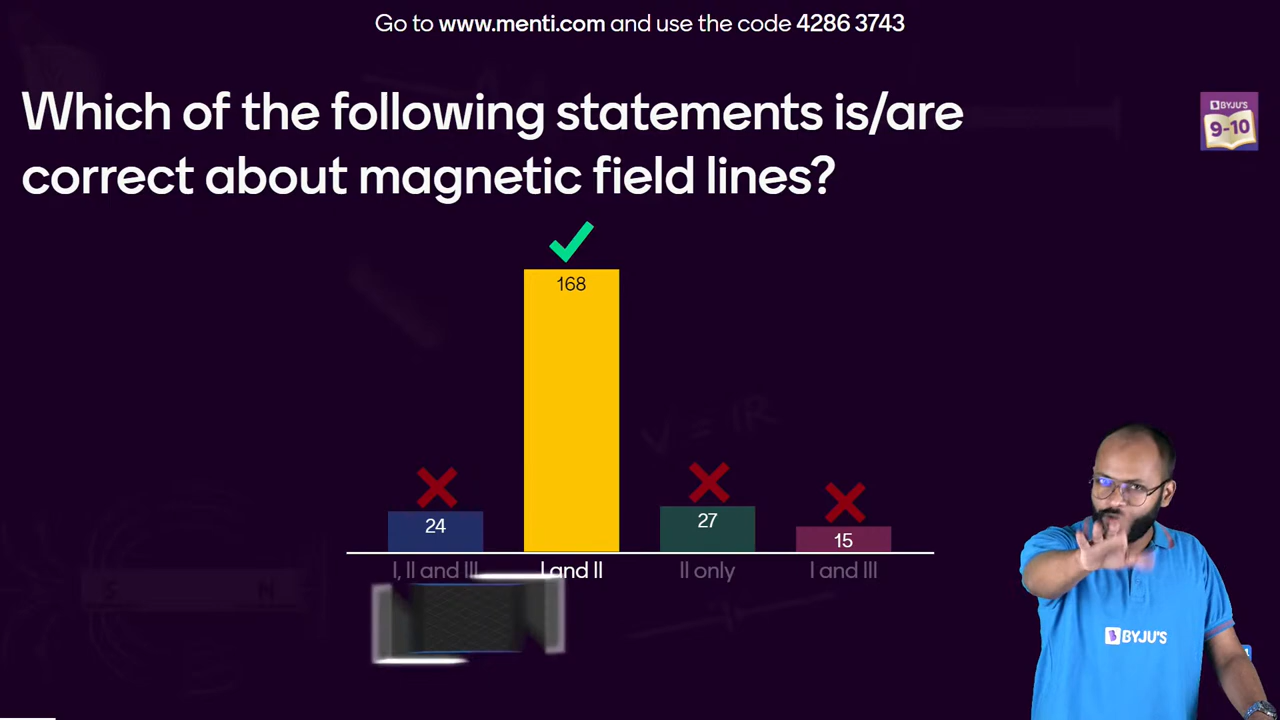 Go to www.menti.com and use the code 4286 3743
Which of the following statements is/are
correct about magnetic field lines?
BYJU'S
9-10
168
24
27
15
I, II and III
I and II
II only
I and III
V = IR
S N
BYJU'S